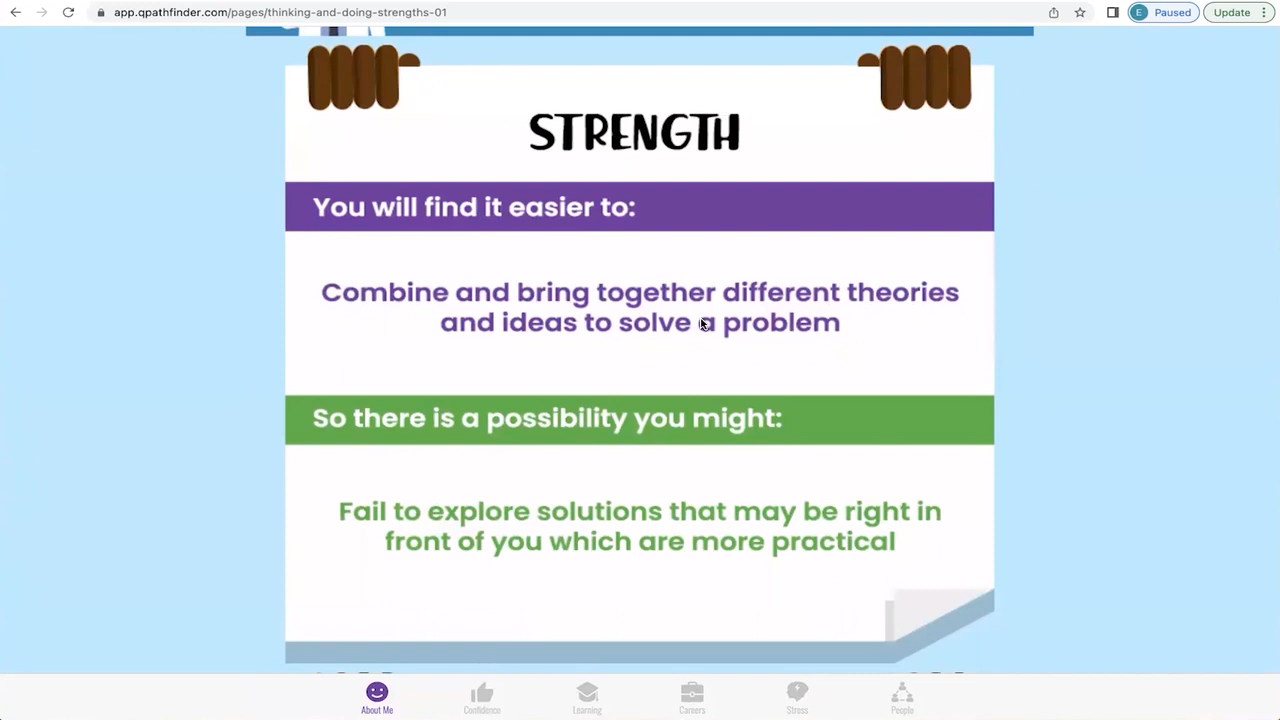 app.qpathfinder.com/pages/thinking-and-doing-strengths-01
E Paused
Update
STRENGTH
You will find it easier to:
Combine and bring together different theories
and ideas to solve a problem
So there is a possibility you might:
Fail to explore solutions that may be right in
front of you which are more practical
About Me
Confidence
Learning
Careers
Stress
People